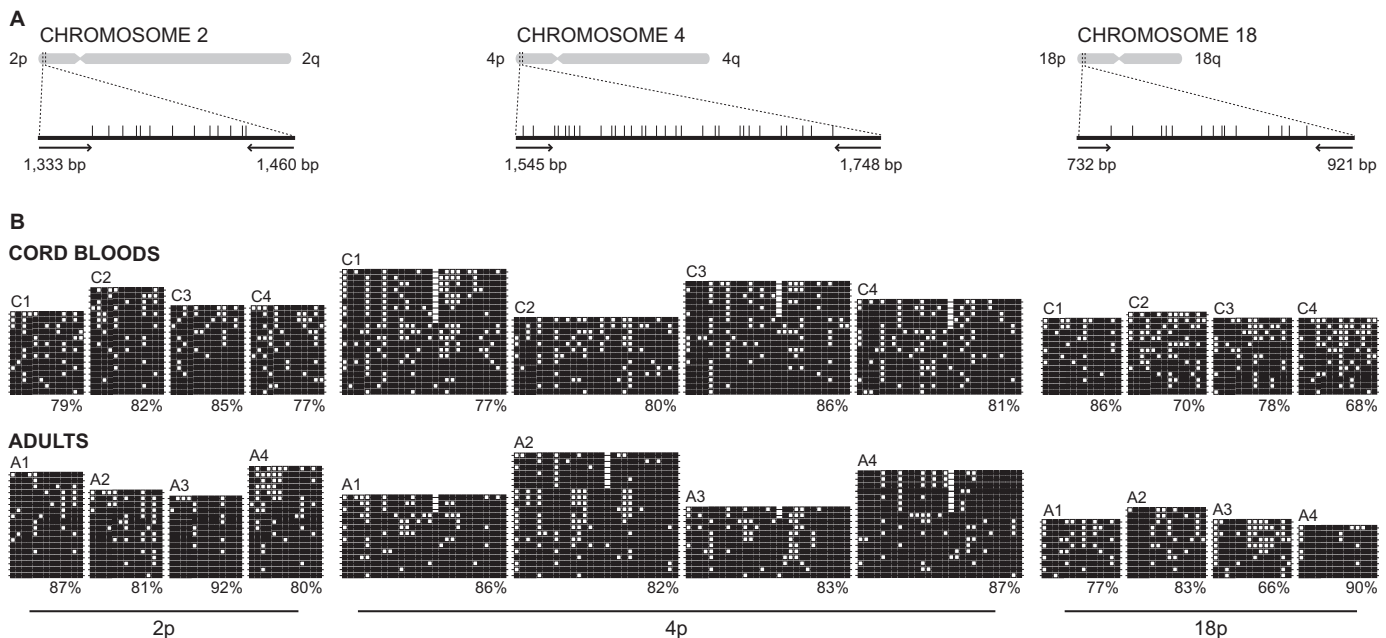 A
CHROMOSOME 2
2p
2q
1,333 bp
1,460 bp
CHROMOSOME 4
4p
4q
1,545 bp
1,748 bp
CHROMOSOME 18
18p
18q
732 bp
921 bp
B
CORD BLOODS
C1
C2
C3
C4
C1
C2
C3
C4
C1
C2
C3
C4
79%
82%
85%
77%
77%
80%
86%
81%
86%
70%
78%
68%
ADULTS
A1
A2
A3
A4
A1
A2
A3
A4
A1
A2
A3
A4
87%
81%
92%
80%
86%
82%
83%
87%
77%
83%
66%
90%
2p
4p
18p